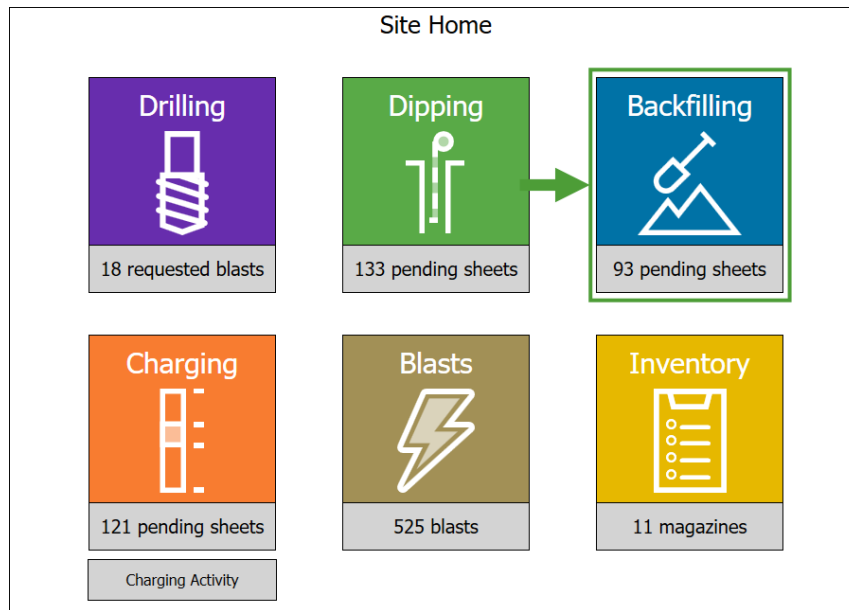 Site Home
Drilling
Dipping
Backfilling
18 requested blasts
133 pending sheets
93 pending sheets
Charging
Blasts
Inventory
121 pending sheets
525 blasts
11 magazines
Charging Activity